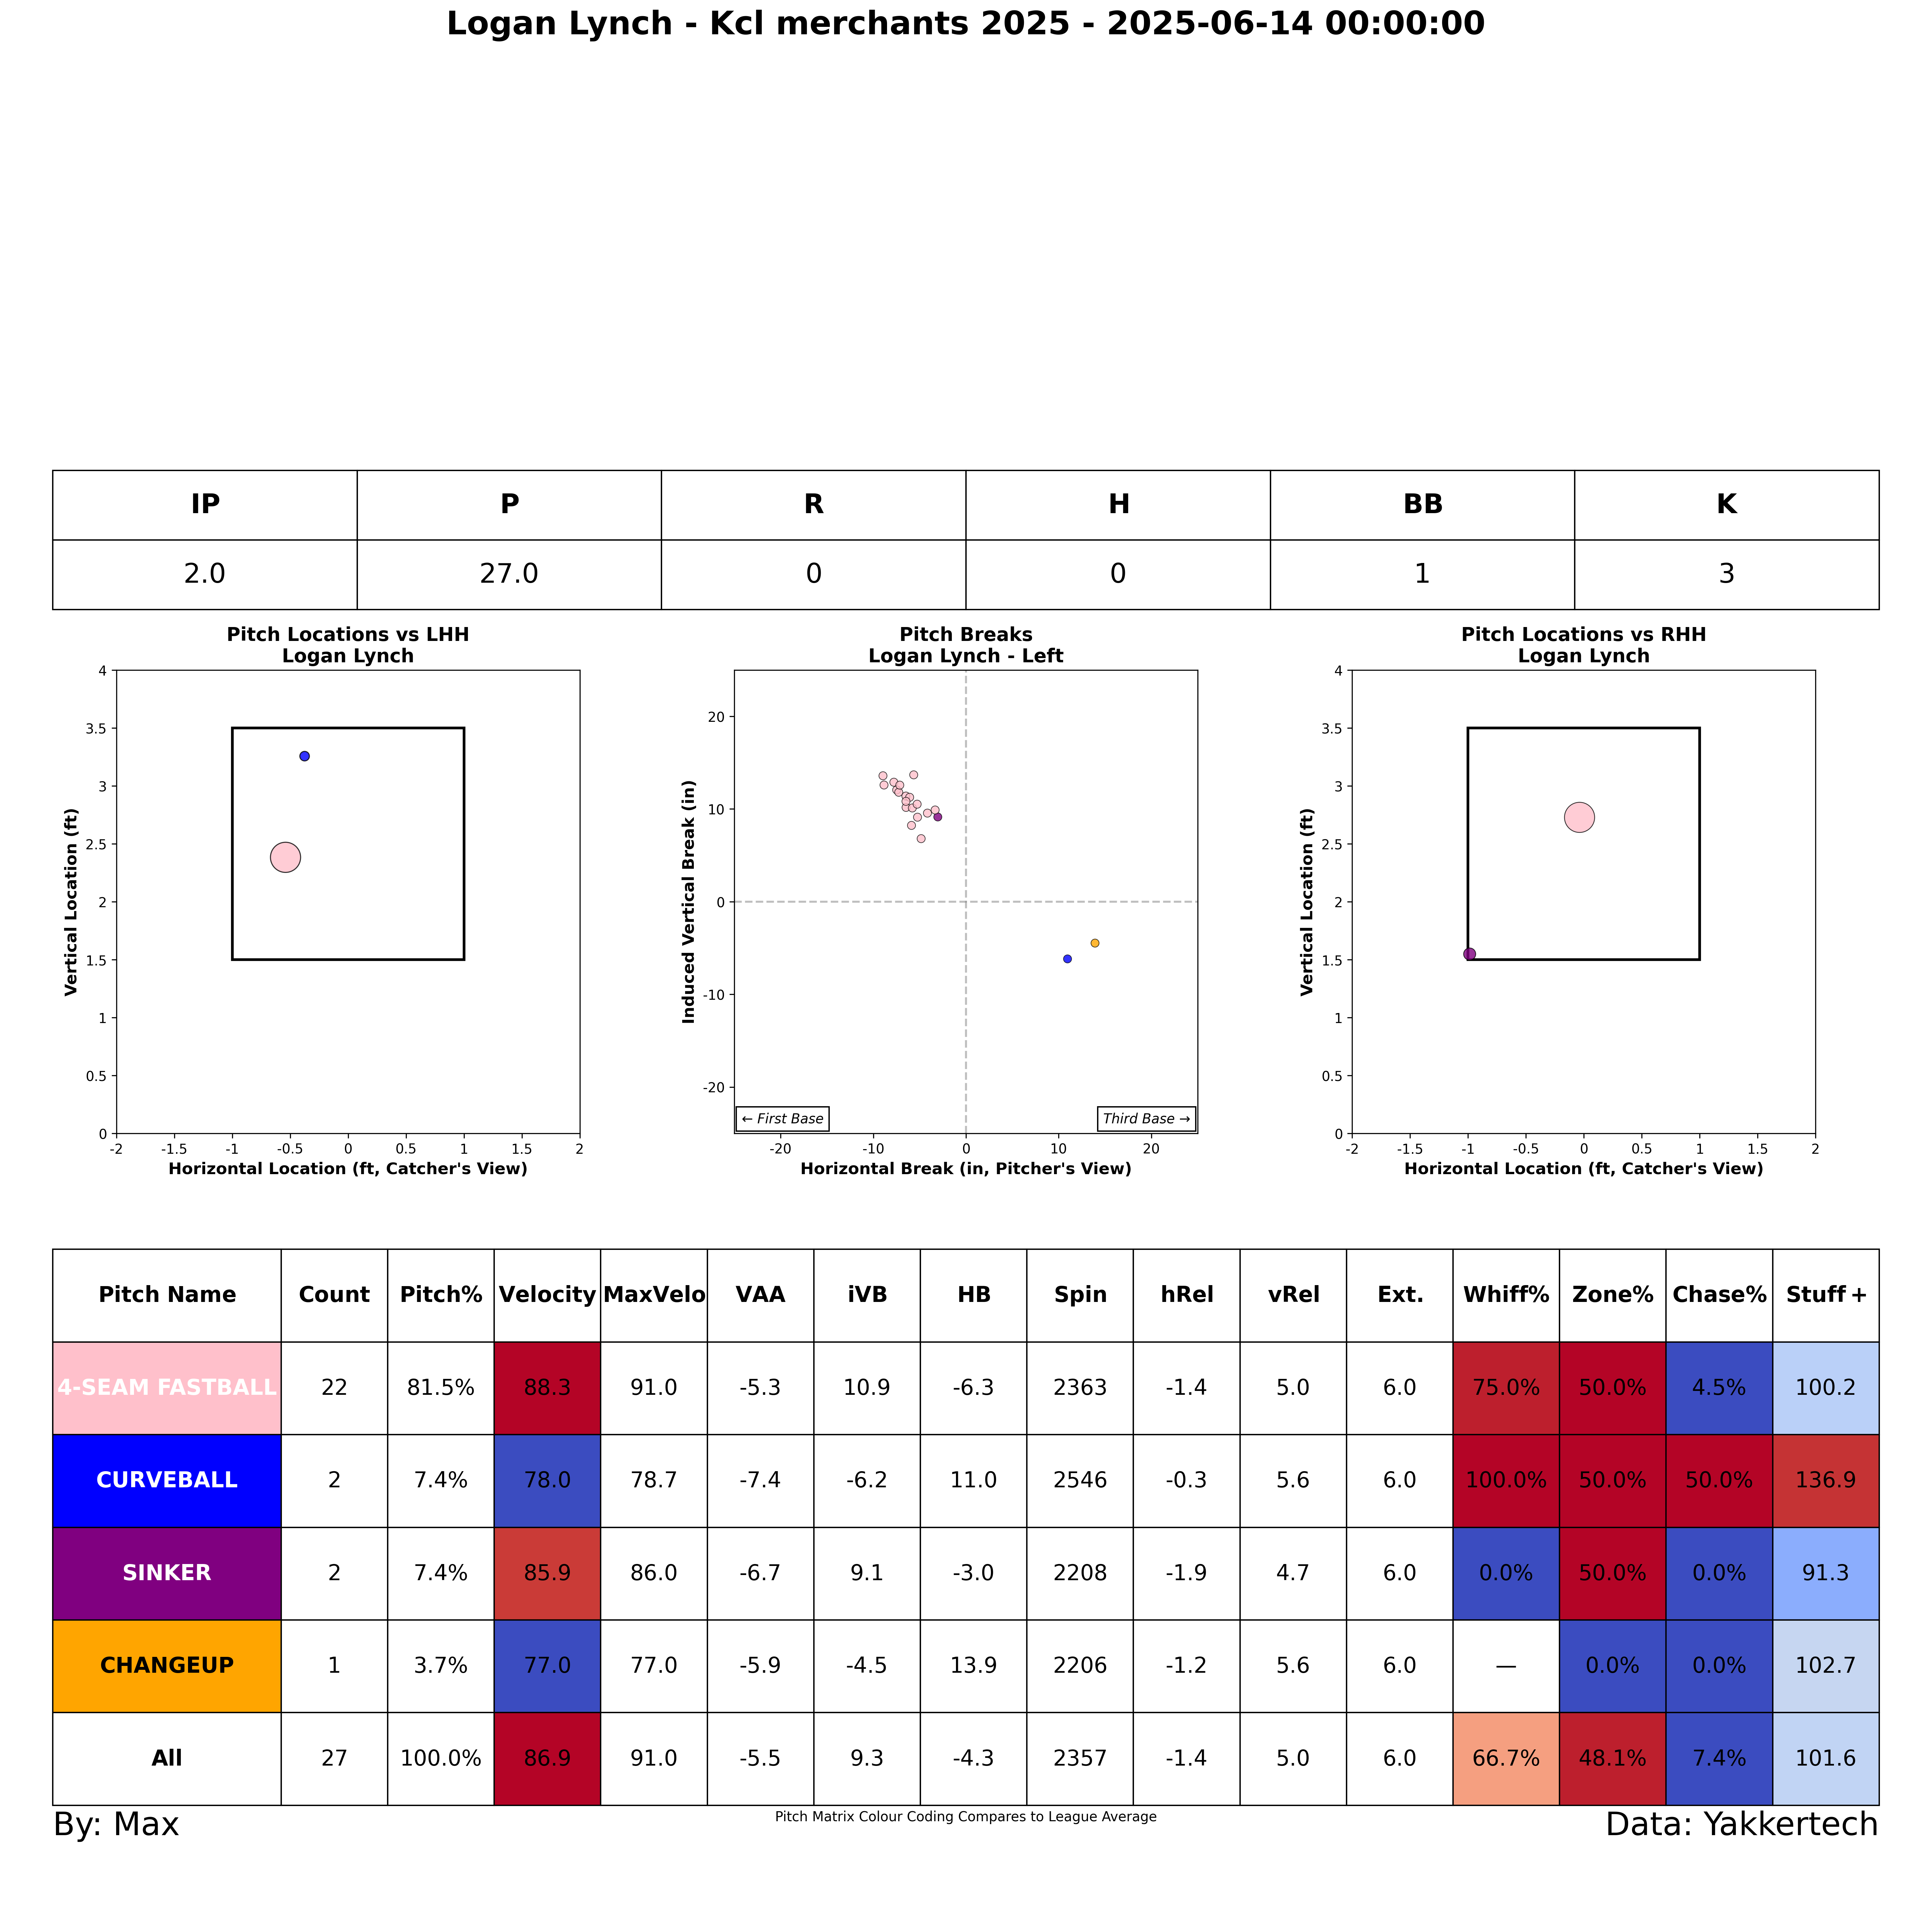 Logan Lynch - Kcl merchants 2025 - 2025-06-14 00:00:00
IP P R H BB K
2.0 27.0 0 0 1 3
Pitch Locations vs LHH
Logan Lynch
4
3.5
3
2.5
2
1.5
1
0.5
0
-2 -1.5 -1 -0.5 0 0.5 1 1.5 2
Vertical Location (ft)
Horizontal Location (ft, Catcher's View)
Pitch Breaks
Logan Lynch - Left
20
10
0
-10
-20
← First Base
Third Base →
-20 -10 0 10 20
Induced Vertical Break (in)
Horizontal Break (in, Pitcher's View)
Pitch Locations vs RHH
Logan Lynch
4
3.5
3
2.5
2
1.5
1
0.5
0
-2 -1.5 -1 -0.5 0 0.5 1 1.5 2
Vertical Location (ft)
Horizontal Location (ft, Catcher's View)
Pitch Name Count Pitch% Velocity MaxVelo VAA iVB HB Spin hRel vRel Ext. Whiff% Zone% Chase% Stuff+
4-SEAM FASTBALL 22 81.5% 88.3 91.0 -5.3 10.9 -6.3 2363 -1.4 5.0 6.0 75.0% 50.0% 4.5% 100.2
CURVEBALL 2 7.4% 78.0 78.7 -7.4 -6.2 11.0 2546 -0.3 5.6 6.0 100.0% 50.0% 50.0% 136.9
SINKER 2 7.4% 85.9 86.0 -6.7 9.1 -3.0 2208 -1.9 4.7 6.0 0.0% 50.0% 0.0% 91.3
CHANGEUP 1 3.7% 77.0 77.0 -5.9 -4.5 13.9 2206 -1.2 5.6 6.0 — 0.0% 0.0% 102.7
All 27 100.0% 86.9 91.0 -5.5 9.3 -4.3 2357 -1.4 5.0 6.0 66.7% 48.1% 7.4% 101.6
By: Max
Pitch Matrix Colour Coding Compares to League Average
Data: Yakkertech